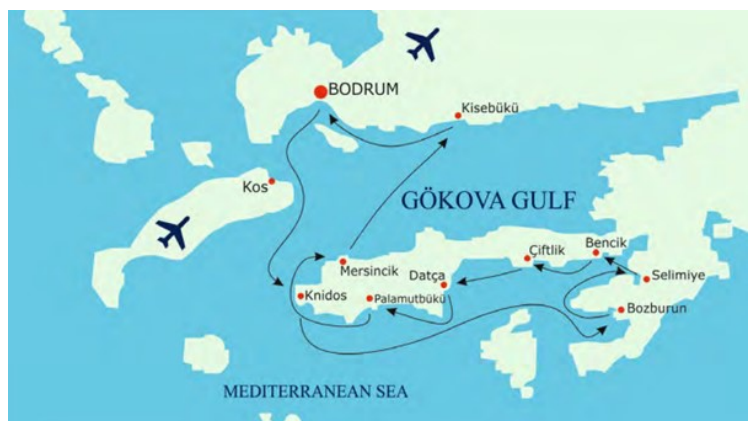 BODRUM
Kisebükü
Kos
GÖKOVA GULF
Mersincik
Datça
Çiftlik
Bencik
Selimiye
Knidos
Palamutbükü
Bozburun
MEDITERRANEAN SEA